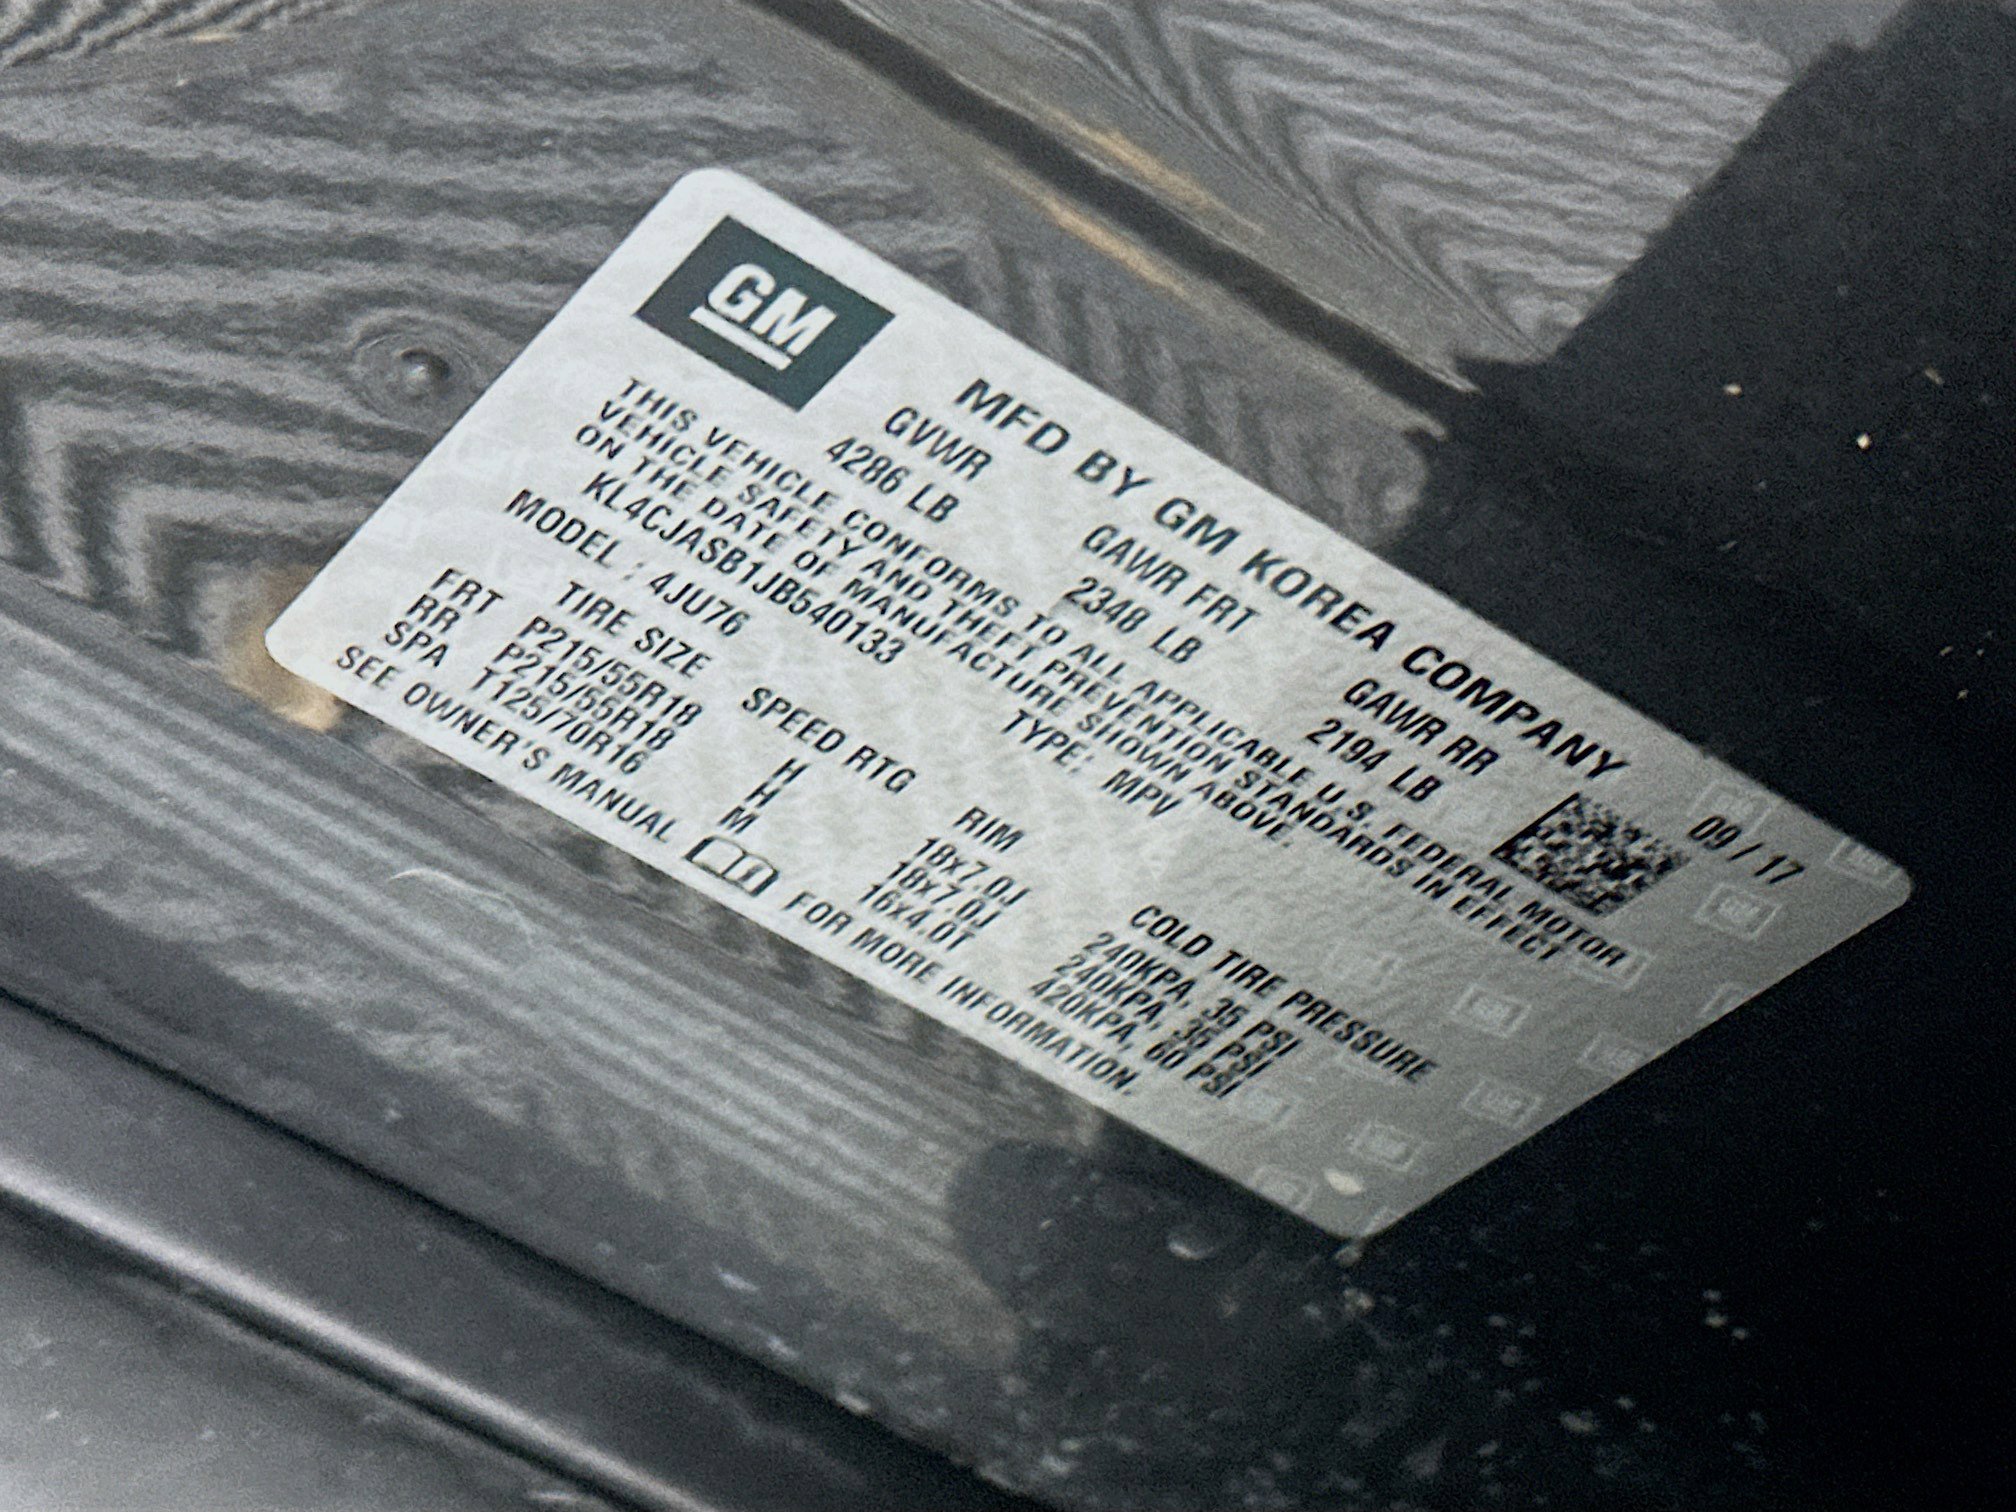 GM
MFD BY GM KOREA COMPANY 09 / 17
GVWR GAWR FRT GAWR RR
4286 LB 2348 LB 2194 LB
THIS VEHICLE CONFORMS TO ALL APPLICABLE U.S. FEDERAL MOTOR
VEHICLE SAFETY AND THEFT PREVENTION STANDARDS IN EFFECT
ON THE DATE OF MANUFACTURE SHOWN ABOVE.
KL4CJASB1JB540133 TYPE: MPV
MODEL : 4JU76
TIRE SIZE SPEED RTG RIM COLD TIRE PRESSURE
FRT P215/55R18 H 18x7.0J 240KPA, 35 PSI
RR P215/55R18 H 18x7.0J 240KPA, 35 PSI
SPA T125/70R16 M 16x4.0T 420KPA, 60 PSI
SEE OWNER'S MANUAL FOR MORE INFORMATION.